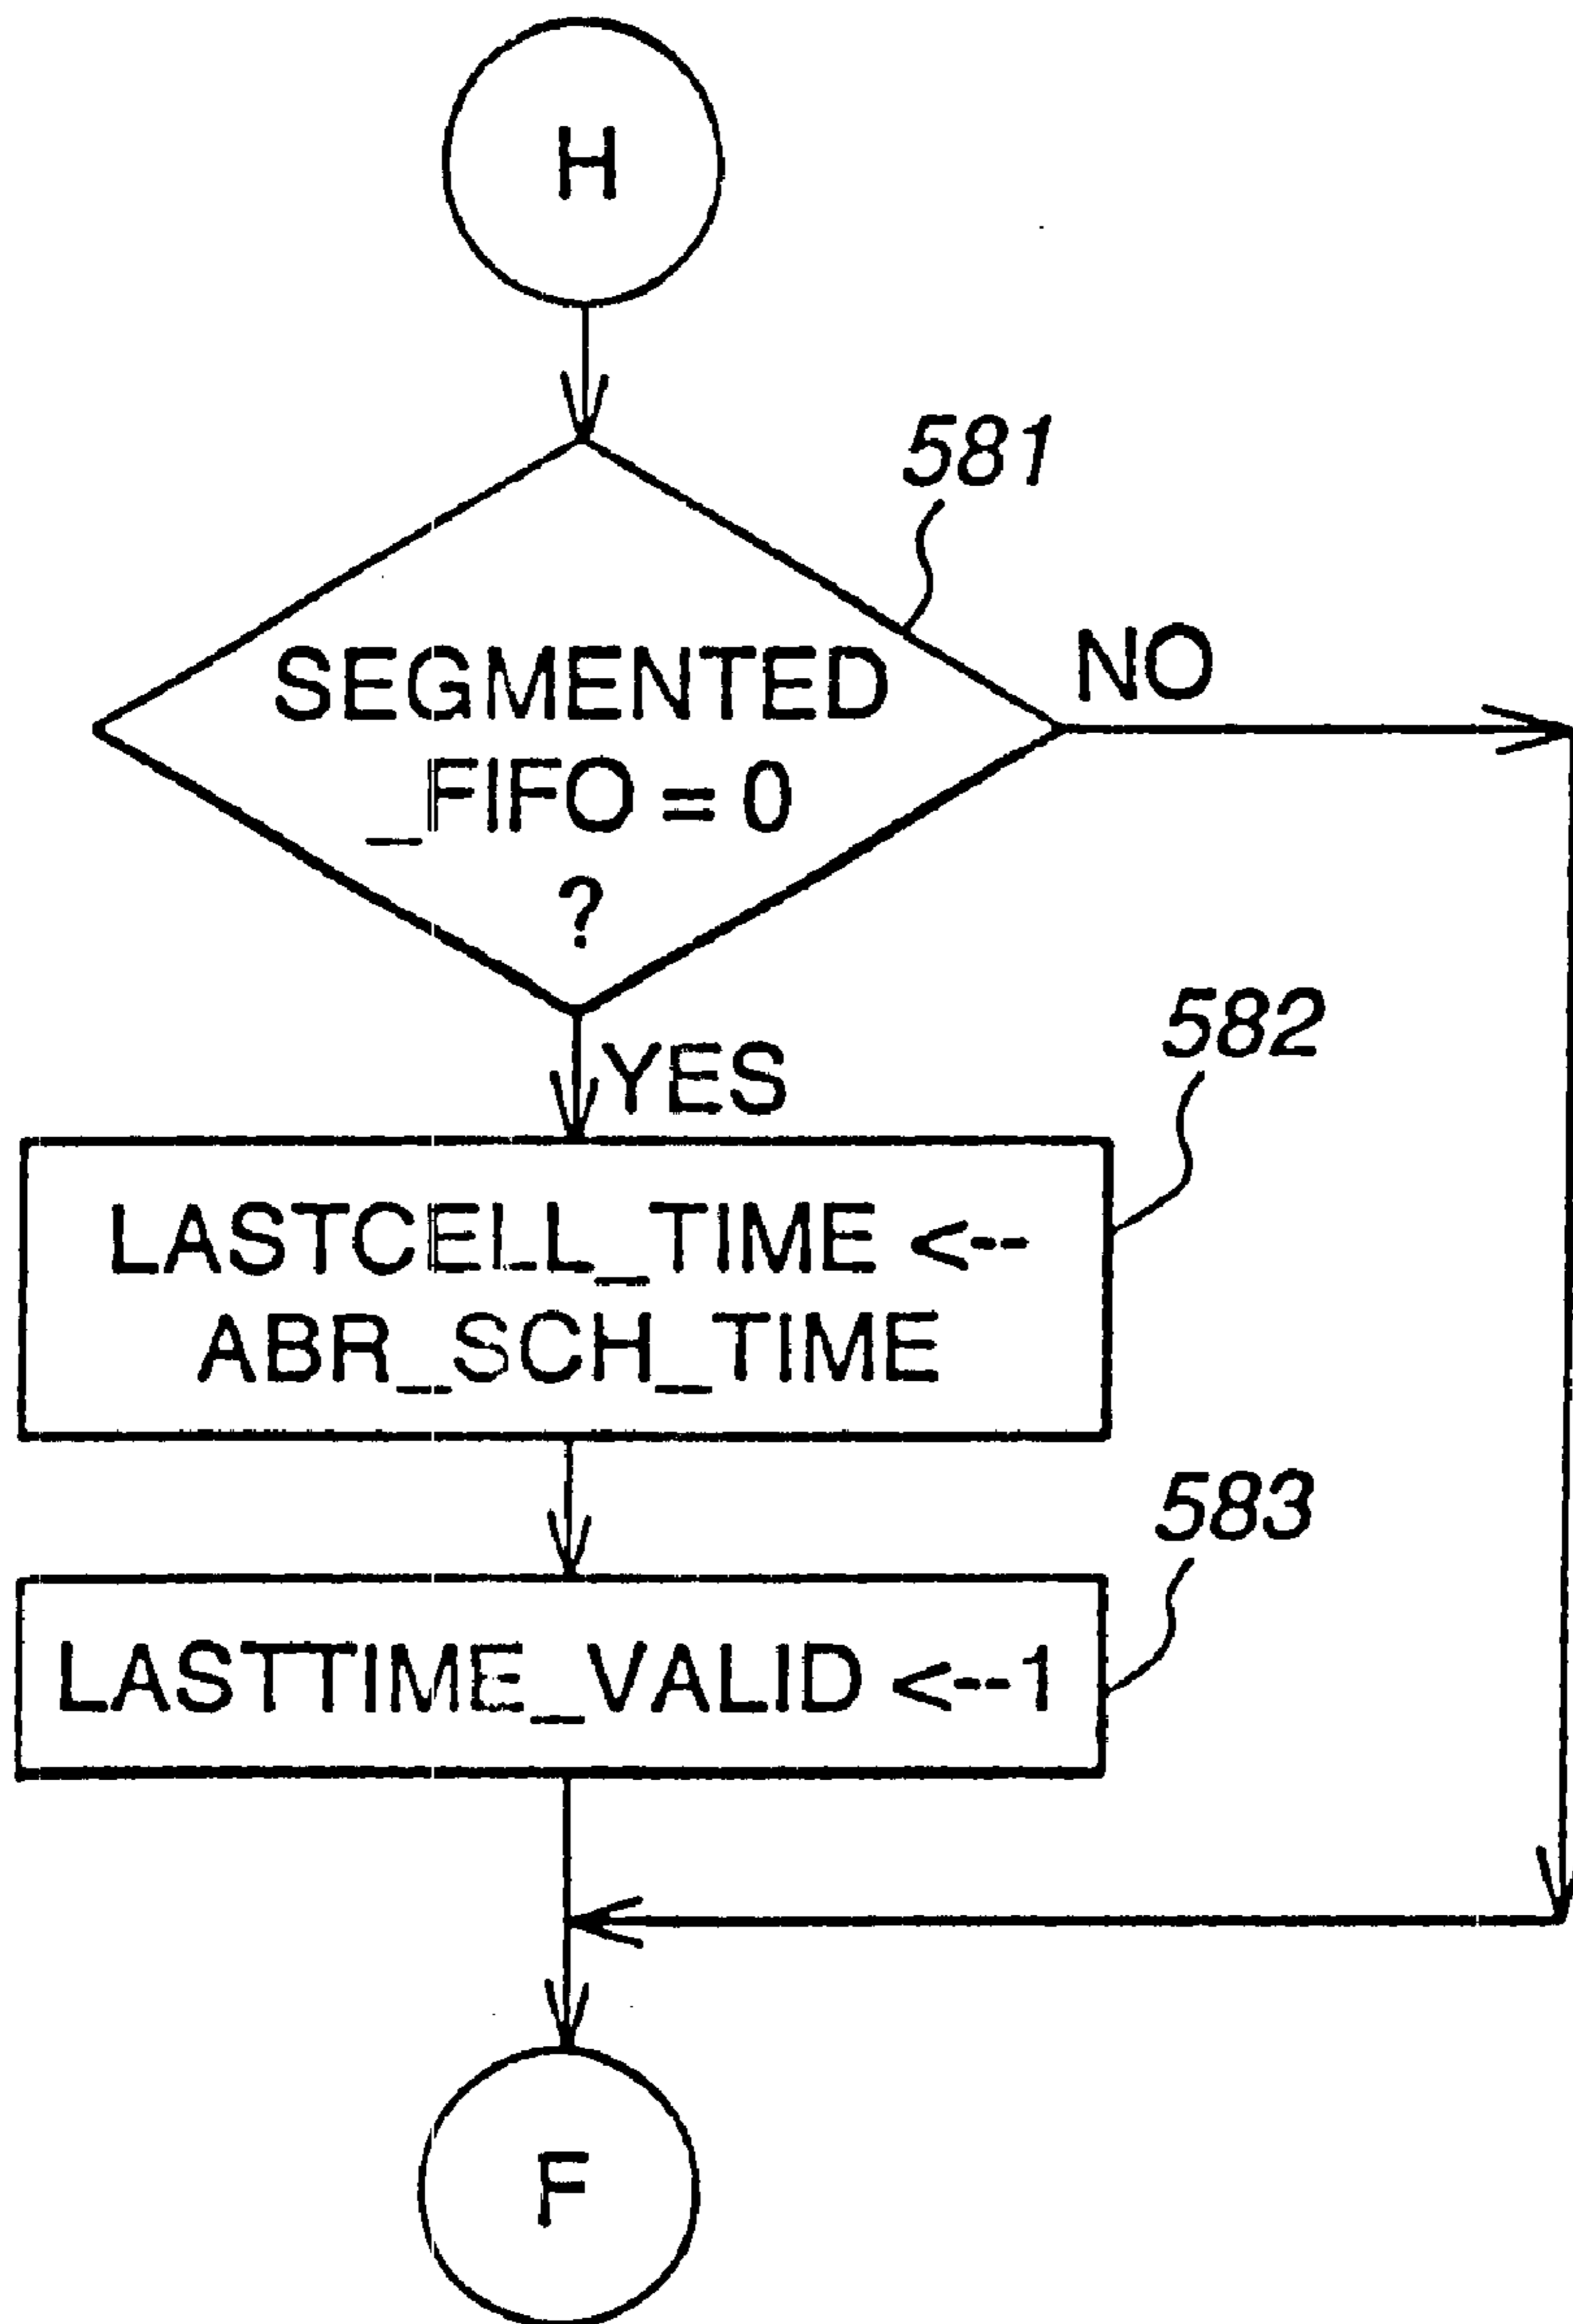 H
581
SEGMENTED
_FIFO = 0
?
NO
YES
582
LASTCELL_TIME <--
ABR_SCH_TIME
583
LASTTIME_VALID <--1
F